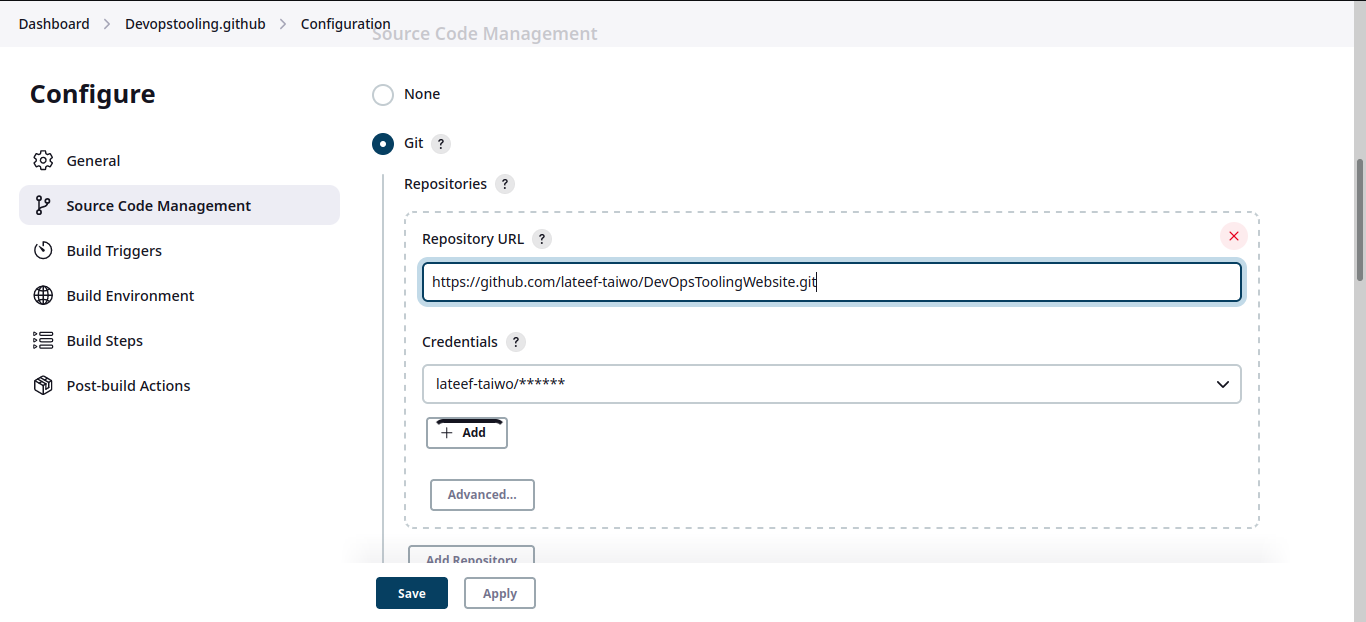 Dashboard > Devopstooling.github > Configuration
Source Code Management
Configure
General
Source Code Management
Build Triggers
Build Environment
Build Steps
Post-build Actions
None
Git ?
Repositories ?
Repository URL ?
https://github.com/lateef-taiwo/DevOpsToolingWebsite.git
Credentials ?
lateef-taiwo/******
+ Add
Advanced...
Add Repository
Save Apply